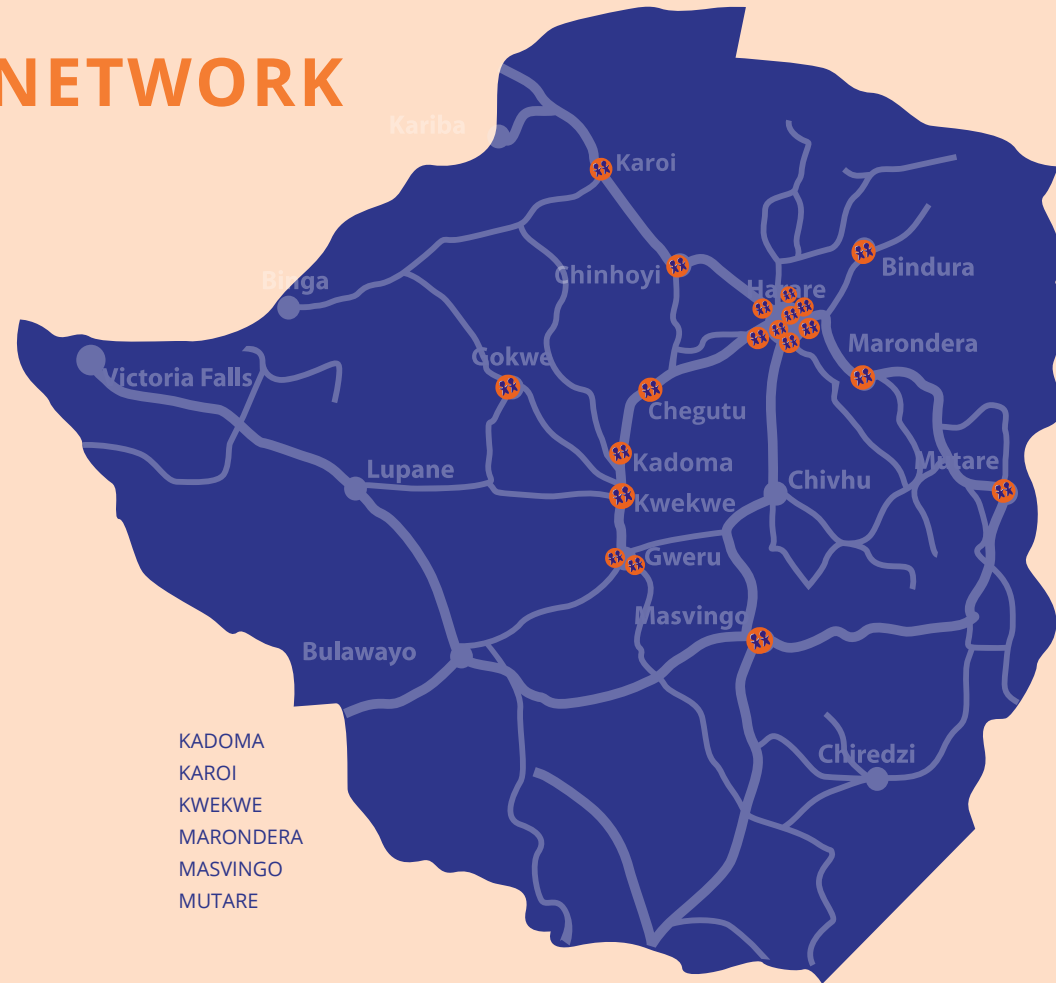 NETWORK
Kariba
Karoi
Chinhoyi
Binga
Harare
Bindura
Victoria Falls
Gokwe
Marondera
Chegutu
Lupane
Kadoma
Mutare
Chivhu
Kwekwe
Gweru
Masvingo
Bulawayo
Chiredzi
KADOMA
KAROI
KWEKWE
MARONDERA
MASVINGO
MUTARE